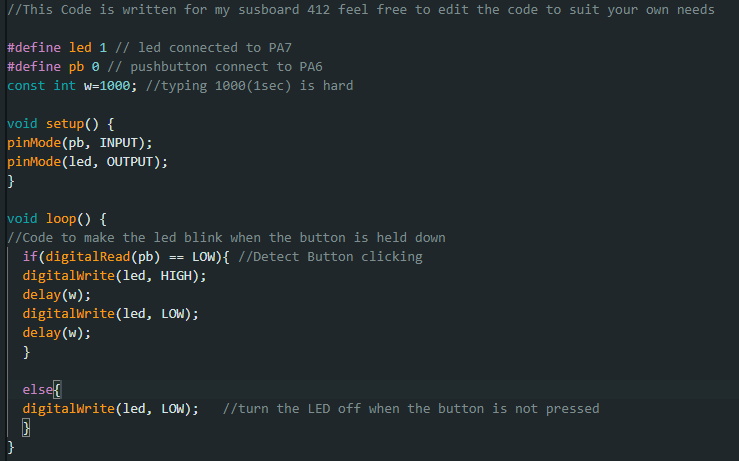 //This Code is written for my susboard 412 feel free to edit the code to suit your own needs
#define led 1 // led connected to PA7
#define pb 0 // pushbutton connect to PA6
const int w=1000; //typing 1000(1sec) is hard
void setup() {
pinMode(pb, INPUT);
pinMode(led, OUTPUT);
}
void loop() {
//Code to make the led blink when the button is held down
if(digitalRead(pb) == LOW){ //Detect Button clicking
digitalWrite(led, HIGH);
delay(w);
digitalWrite(led, LOW);
delay(w);
}
else{
digitalWrite(led, LOW);   //turn the LED off when the button is not pressed
}
}